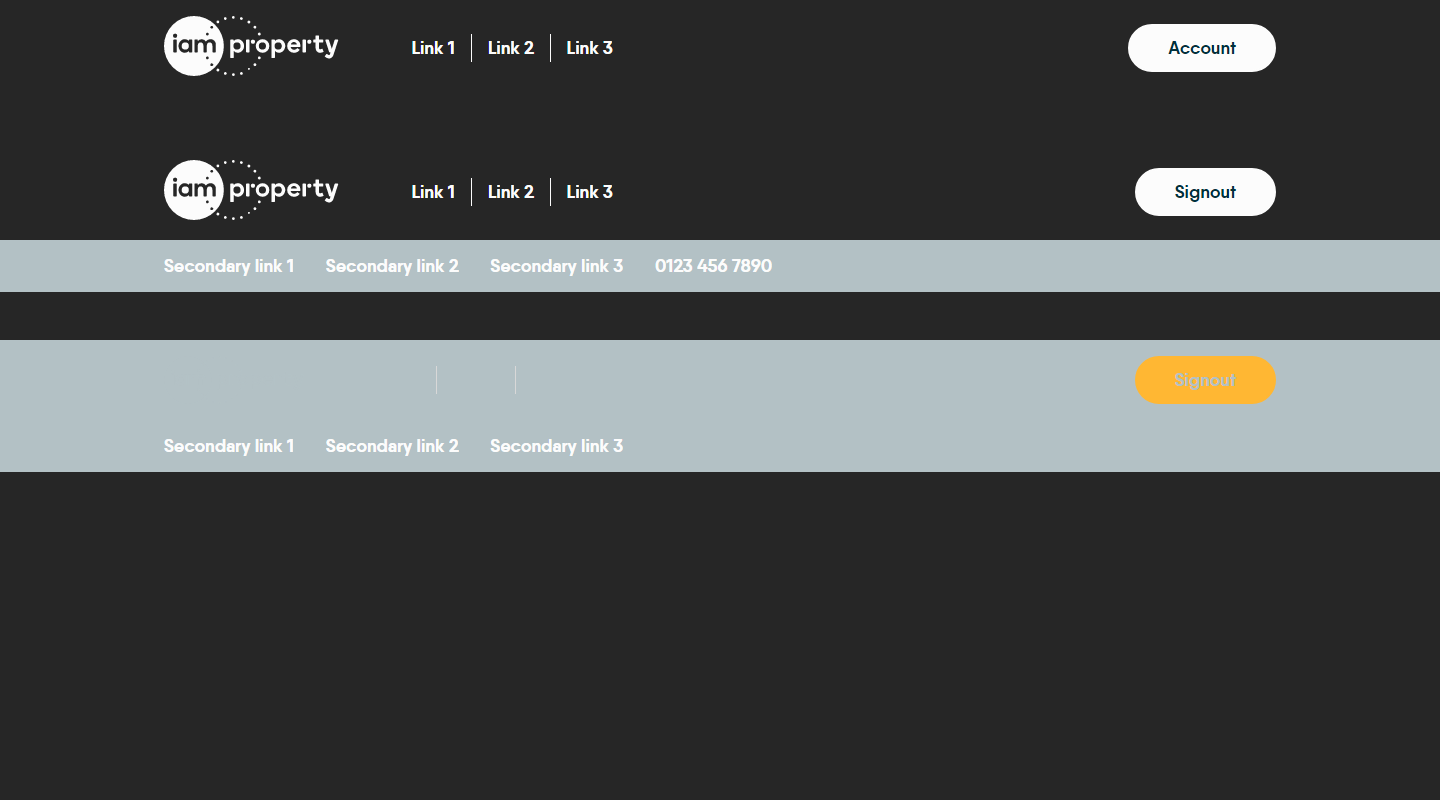 iam property Link 1 Link 2 Link 3 Account
iam property Link 1 Link 2 Link 3 Signout
Secondary link 1 Secondary link 2 Secondary link 3 0123 456 7890
Signout
Secondary link 1 Secondary link 2 Secondary link 3